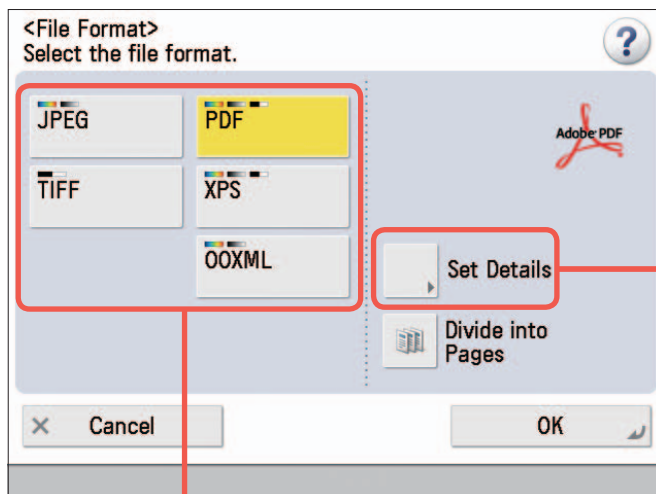 <File Format>
Select the file format.
?
JPEG
PDF
Adobe PDF
TIFF
XPS
OOXML
Set Details
Divide into
Pages
× Cancel
OK